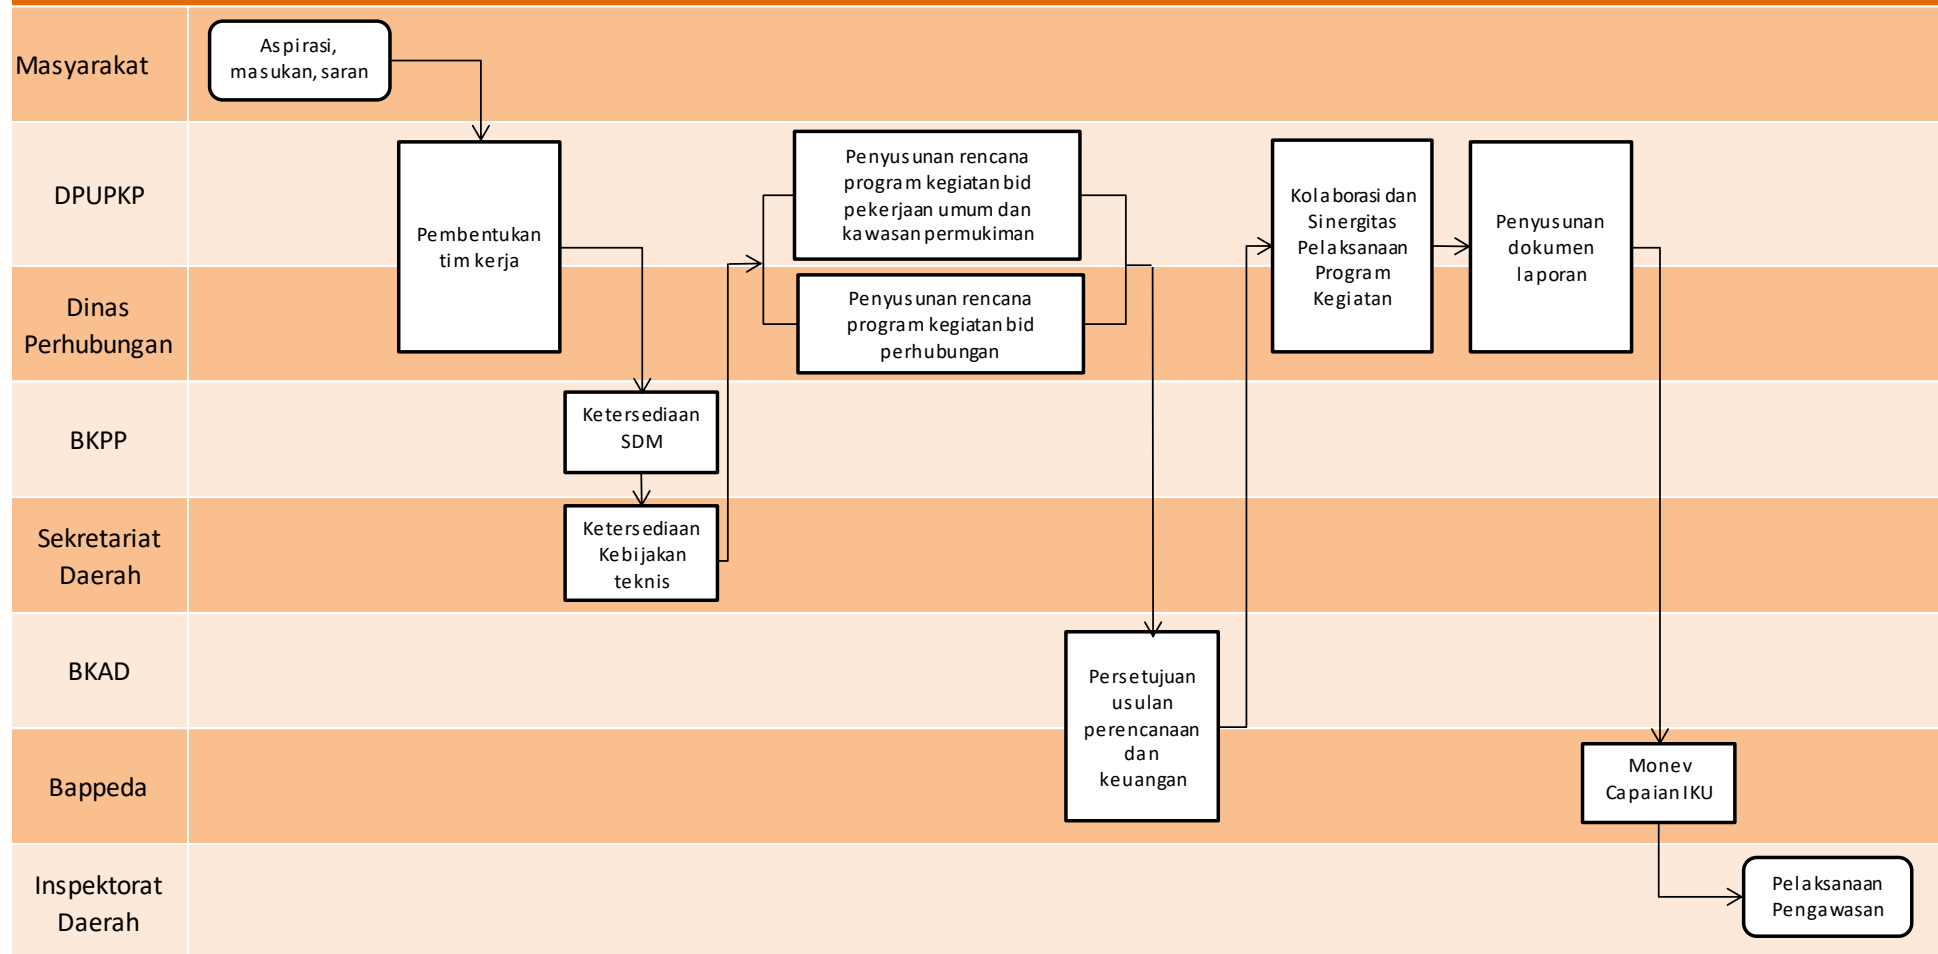 Masyarakat
Aspirasi,
masukan, saran
DPUPKP
Pembentukan
tim kerja
Penyusunan rencana
program kegiatan bid
pekerjaan umum dan
kawasan permukiman
Kolaborasi dan
Sinergitas
Pelaksanaan
Program
Kegiatan
Penyusunan
dokumen
laporan
Dinas
Perhubungan
Penyusunan rencana
program kegiatan bid
perhubungan
BKPP
Ketersediaan
SDM
Sekretariat
Daerah
Ketersediaan
Kebijakan
teknis
BKAD
Persetujuan
usulan
perencanaan
dan
keuangan
Bappeda
Monev
Capaian IKU
Inspektorat
Daerah
Pelaksanaan
Pengawasan